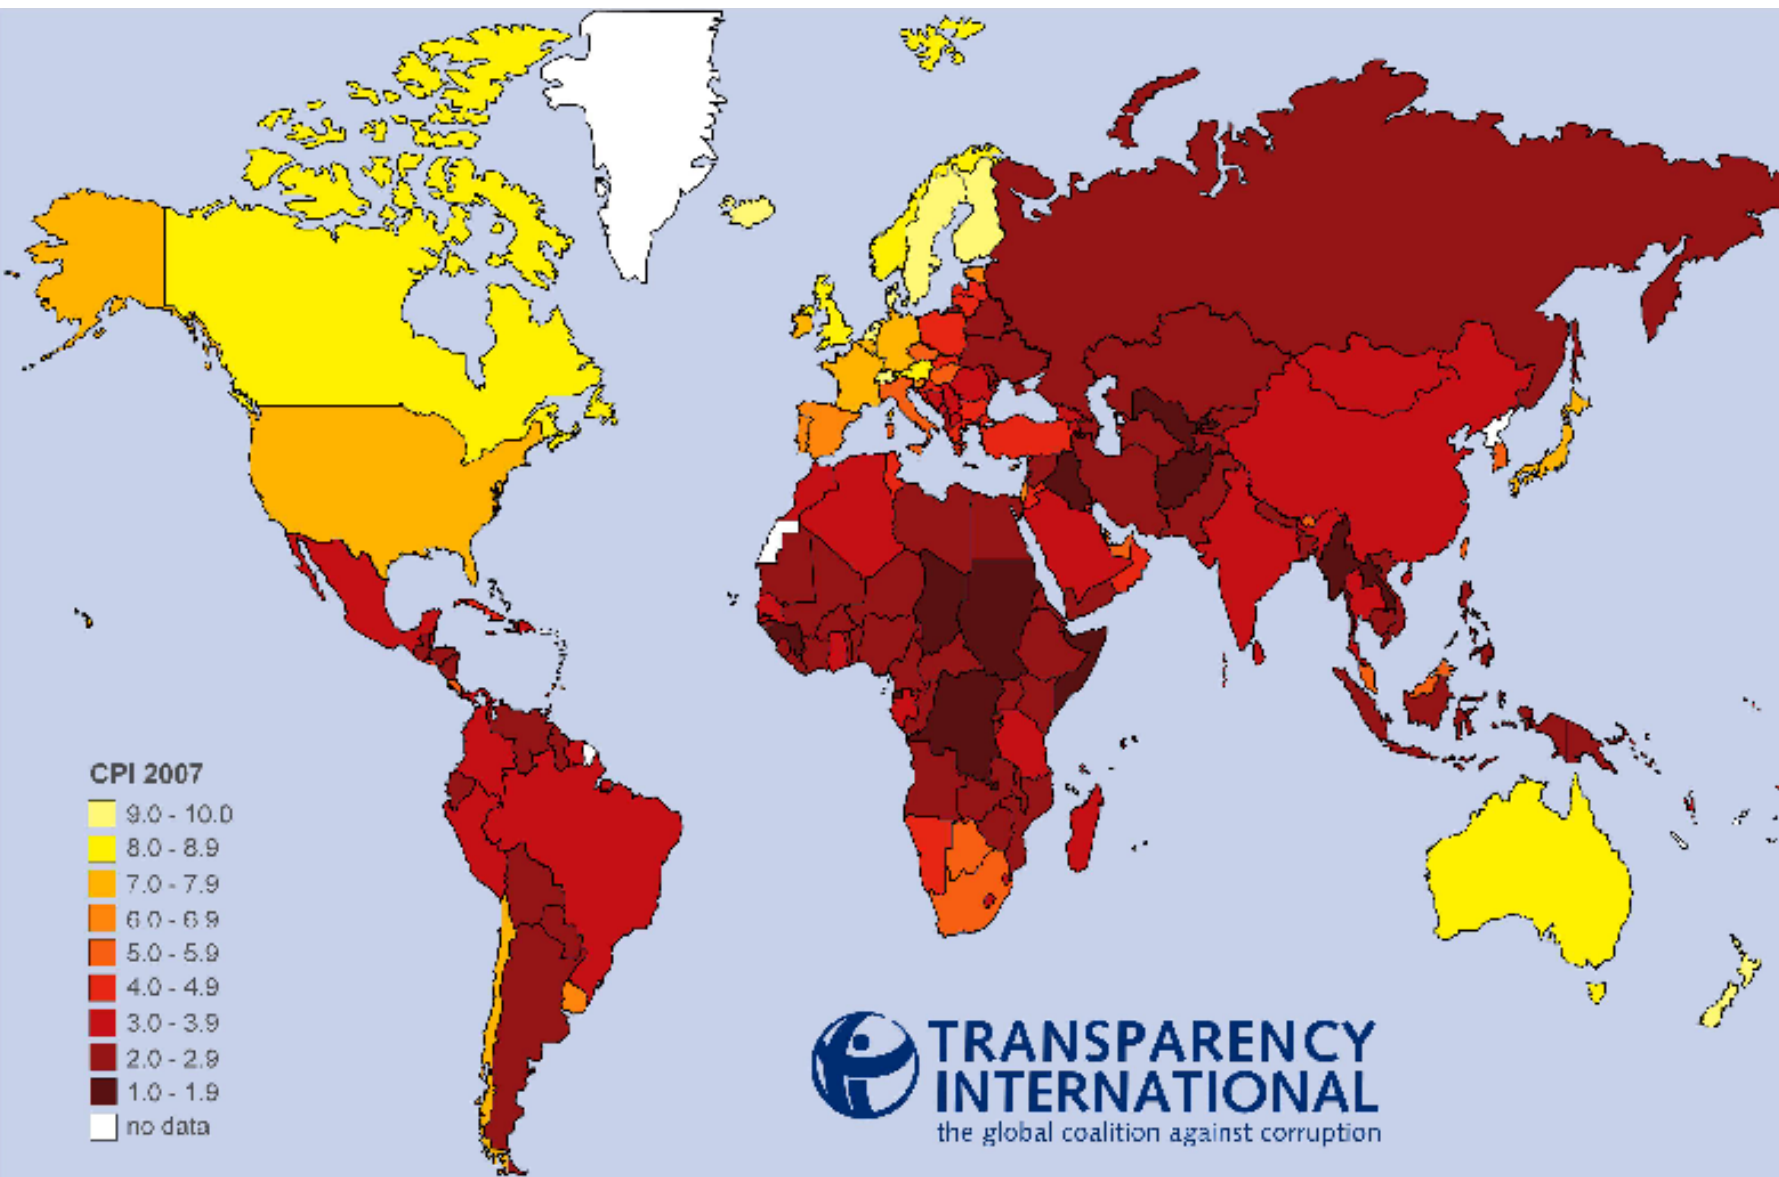 CPI 2007
9.0 - 10.0
8.0 - 8.9
7.0 - 7.9
6.0 - 6.9
5.0 - 5.9
4.0 - 4.9
3.0 - 3.9
2.0 - 2.9
1.0 - 1.9
no data
TRANSPARENCY
INTERNATIONAL
the global coalition against corruption